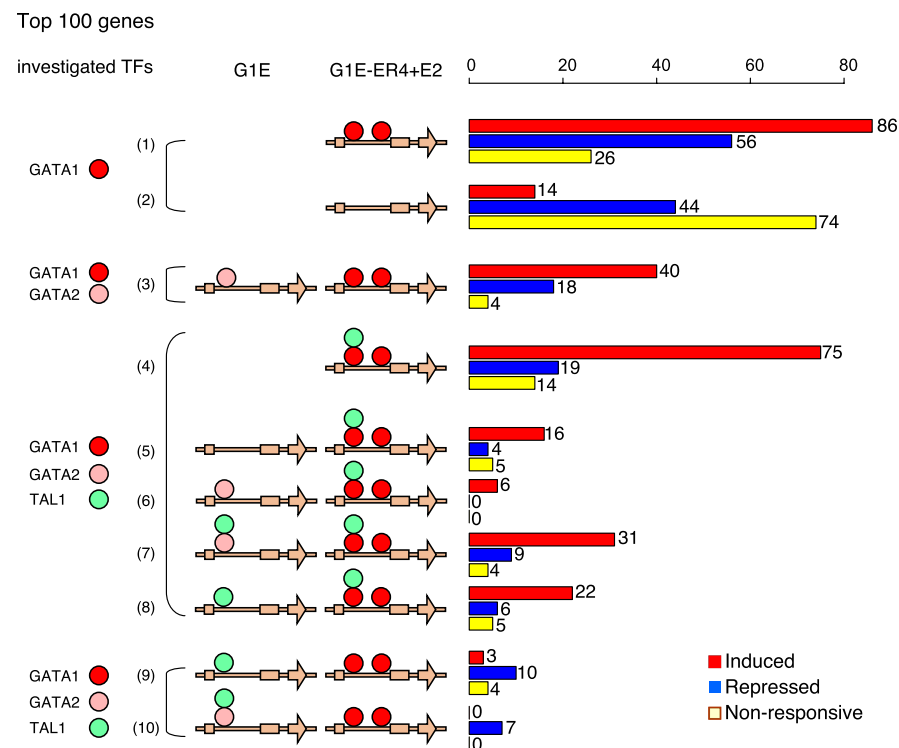 Top 100 genes
investigated TFs
G1E
G1E-ER4+E2
0 20 40 60 80
GATA1
(1)
86
56
26
(2)
14
44
74
GATA1
GATA2
(3)
40
18
4
(4)
75
19
14
GATA1
GATA2
TAL1
(5)
16
4
5
(6)
6
0
0
(7)
31
9
4
(8)
22
6
5
GATA1
GATA2
TAL1
(9)
3
10
4
(10)
0
7
0
Induced
Repressed
Non-responsive